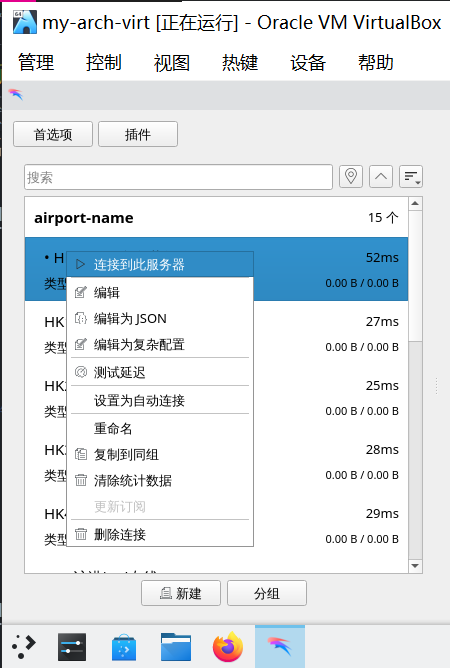 64
my-arch-virt [正在运行] - Oracle VM VirtualBox
管理 控制 视图 热键 设备 帮助
首选项 插件
搜索
airport-name 15 个
• H 52ms
类型 0.00 B / 0.00 B
连接到此服务器
编辑
HK 27ms
编辑为 JSON
类型 0.00 B / 0.00 B
编辑为复杂配置
测试延迟
HK 25ms
设置为自动连接
类型 0.00 B / 0.00 B
重命名
HK 28ms
复制到同组
类型 0.00 B / 0.00 B
清除统计数据
更新订阅
HK 29ms
删除连接
类型 0.00 B / 0.00 B
新建 分组